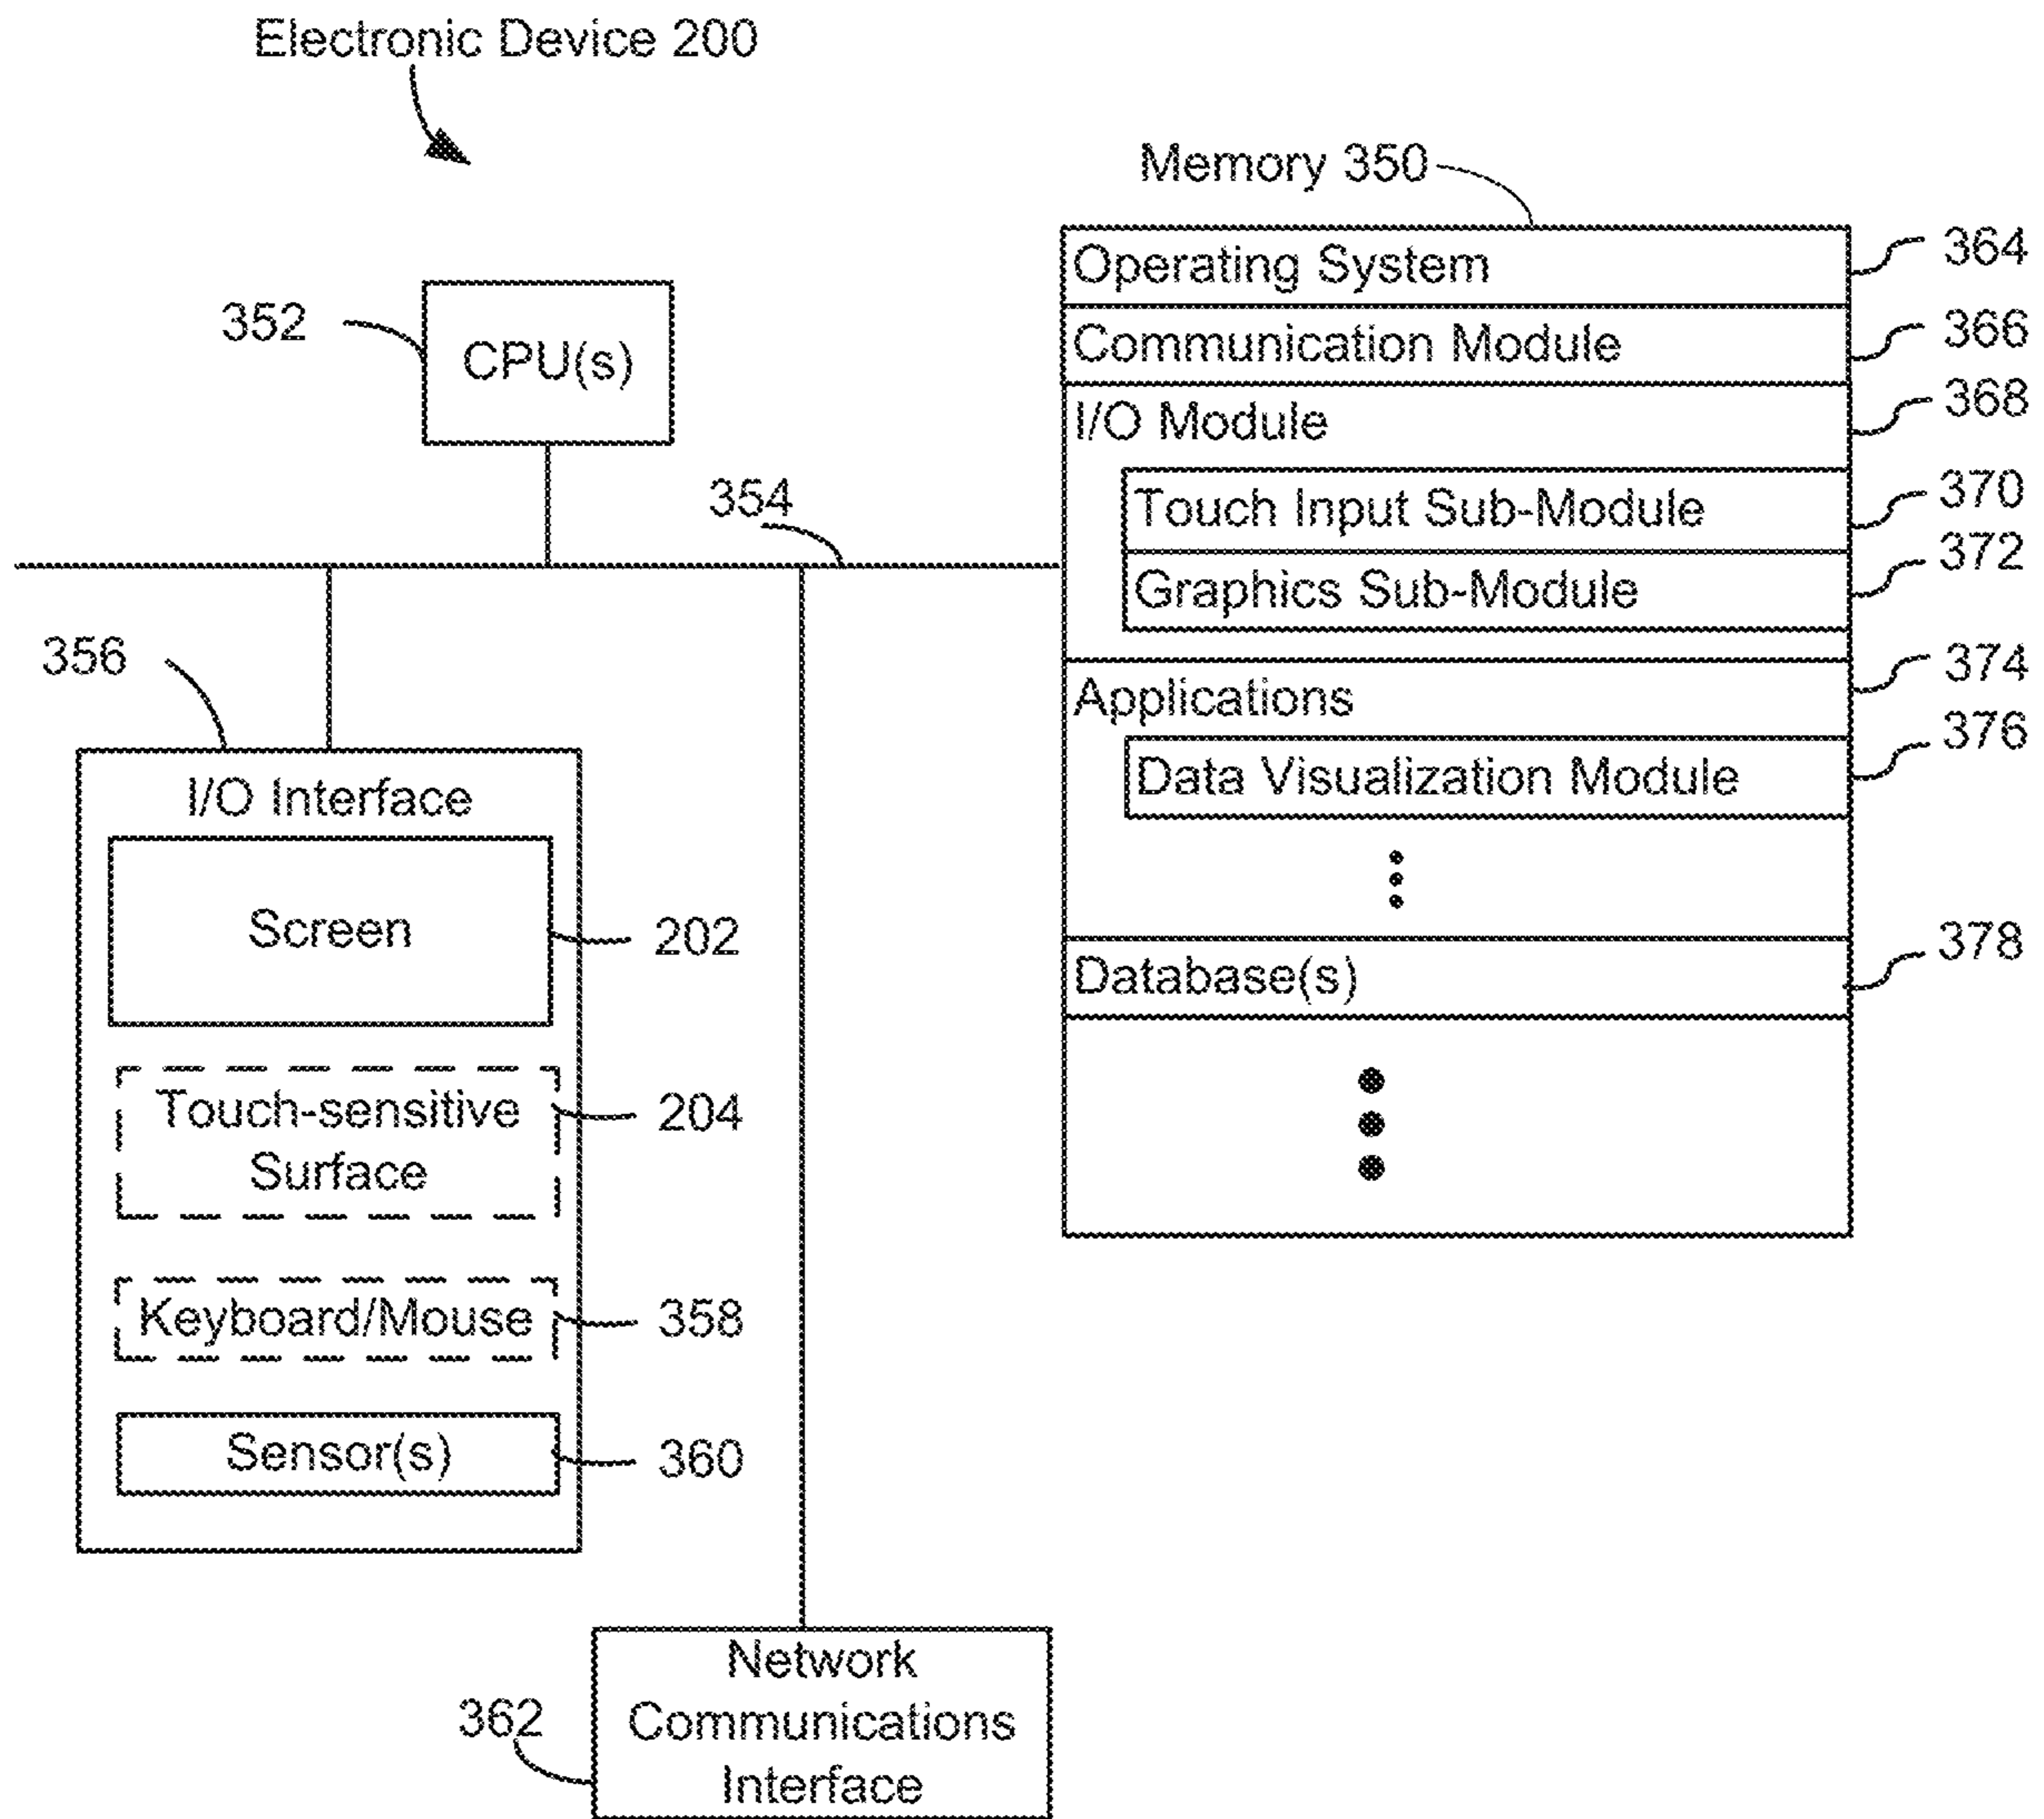 Electronic Device 200
Memory 350
Operating System
364
Communication Module
366
I/O Module
368
Touch Input Sub-Module
370
Graphics Sub-Module
372
Applications
374
Data Visualization Module
376
Database(s)
378
352
CPU(s)
354
356
I/O Interface
Screen
202
Touch-sensitive
Surface
204
Keyboard/Mouse
358
Sensor(s)
360
362
Network
Communications
Interface